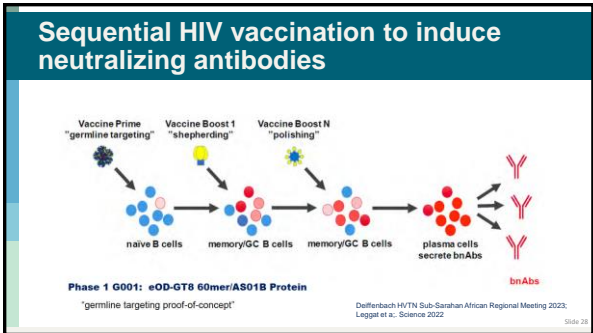 Sequential HIV vaccination to induce
neutralizing antibodies
Vaccine Prime
"germline targeting"
Vaccine Boost 1
"shepherding"
Vaccine Boost N
"polishing"
naïve B cells
memory/GC B cells
memory/GC B cells
plasma cells
secrete bnAbs
bnAbs
Phase 1 G001: eOD-GT8 60mer/AS01B Protein
"germline targeting proof-of-concept"
Deiffenbach HVTN Sub-Saharan African Regional Meeting 2023;
Leggat et a;. Science 2022
Slide 28